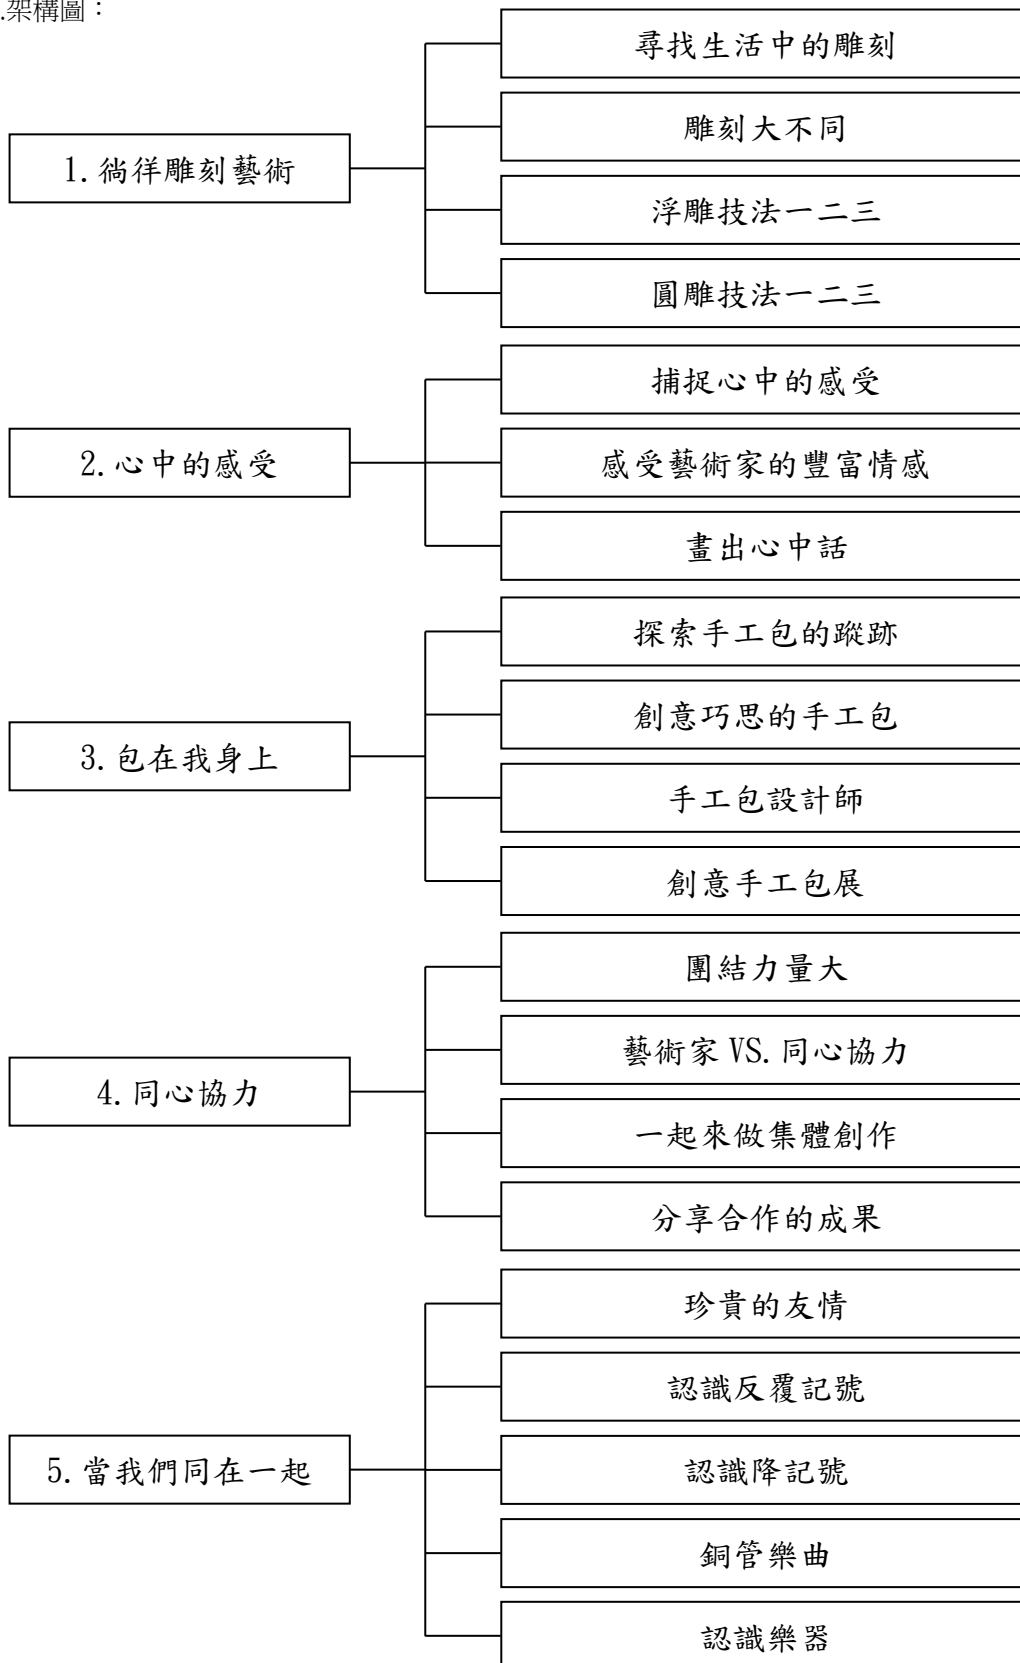 .架構圖：
1.徜徉雕刻藝術
尋找生活中的雕刻
雕刻大不同
浮雕技法一二三
圓雕技法一二三
2.心中的感受
捕捉心中的感受
感受藝術家的豐富情感
畫出心中話
3.包在我身上
探索手工包的蹤跡
創意巧思的手工包
手工包設計師
創意手工包展
4.同心協力
團結力量大
藝術家 VS.同心協力
一起來做集體創作
分享合作的成果
5.當我們同在一起
珍貴的友情
認識反覆記號
認識降記號
銅管樂曲
認識樂器